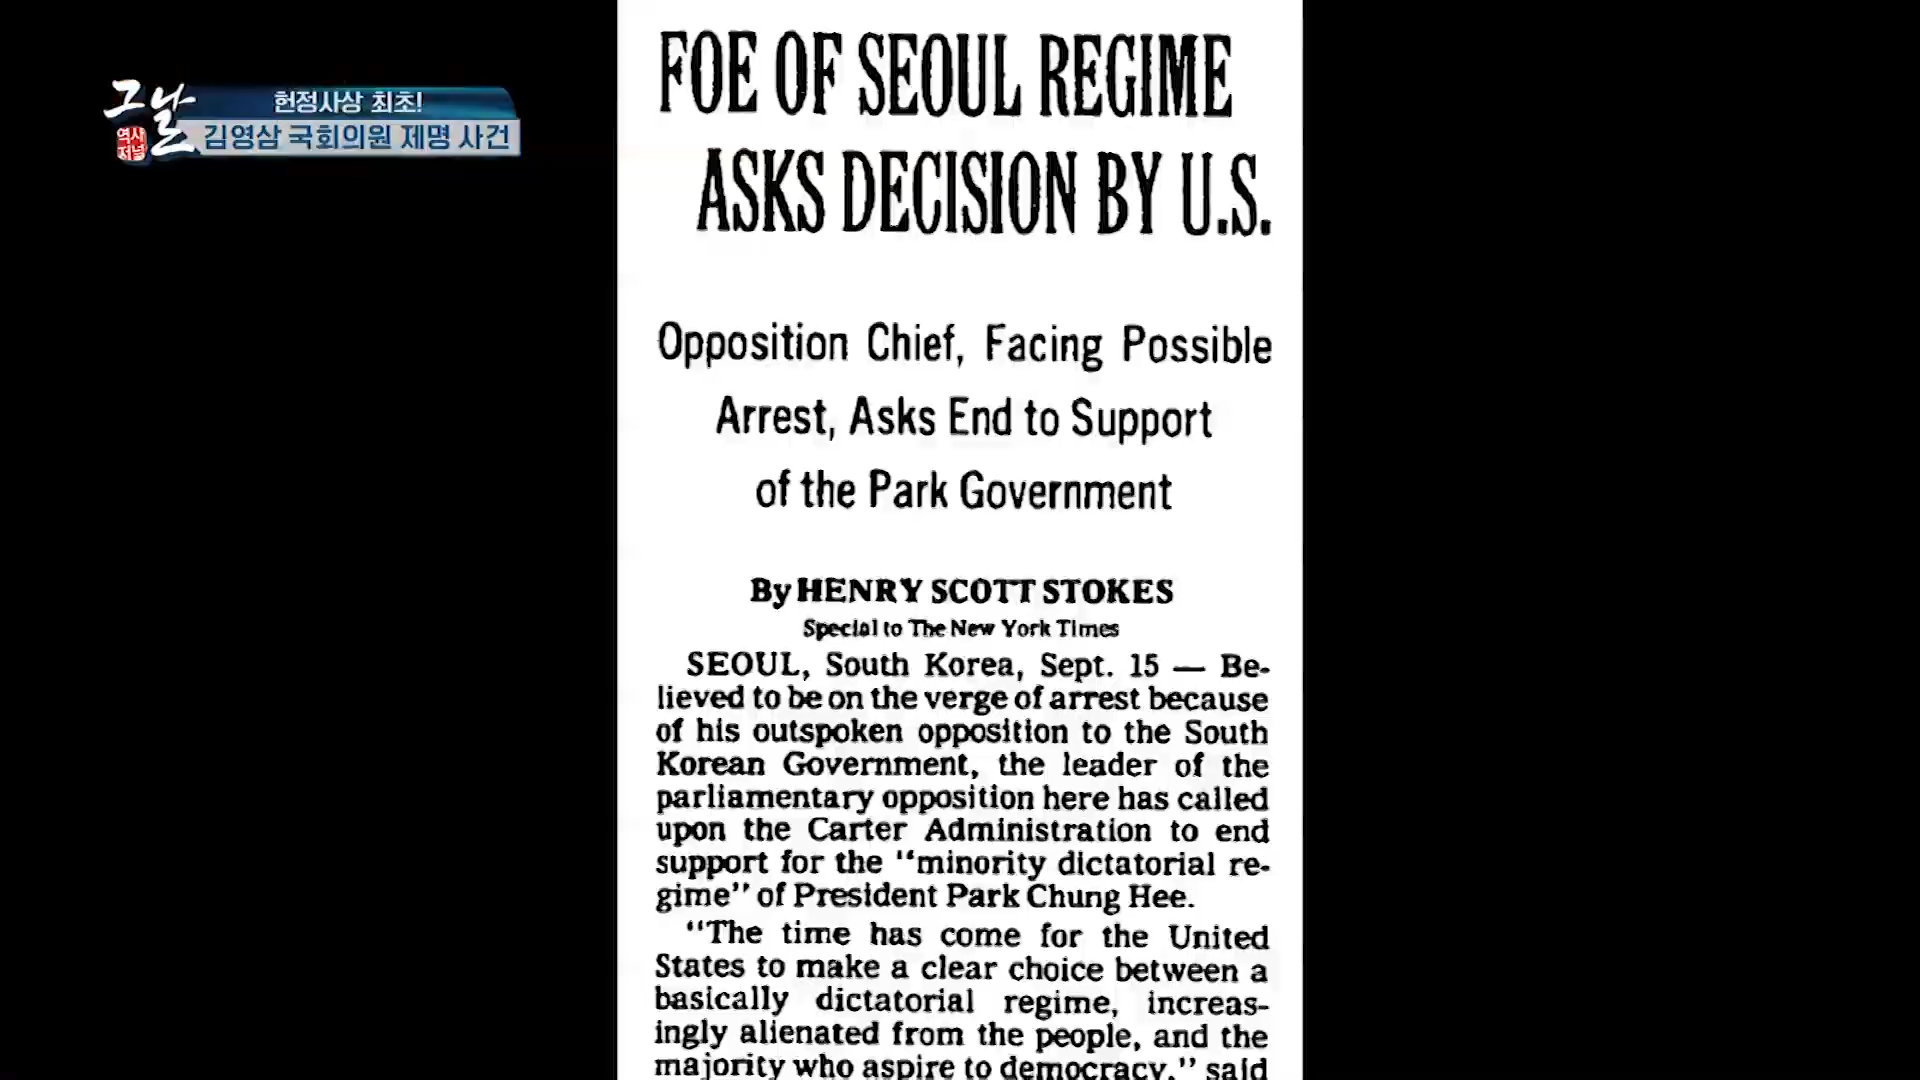 그날
역사
저널
헌정사상 최초!
김영삼 국회의원 제명 사건
FOE OF SEOUL REGIME
ASKS DECISION BY U.S.
Opposition Chief, Facing Possible
Arrest, Asks End to Support
of the Park Government
By HENRY SCOTT STOKES
Special to The New York Times
SEOUL, South Korea, Sept. 15 — Be-
lieved to be on the verge of arrest because
of his outspoken opposition to the South
Korean Government, the leader of the
parliamentary opposition here has called
upon the Carter Administration to end
support for the "minority dictatorial re-
gime" of President Park Chung Hee.
"The time has come for the United
States to make a clear choice between a
basically dictatorial regime, increas-
ingly alienated from the people, and the
majority who aspire to democracy," said